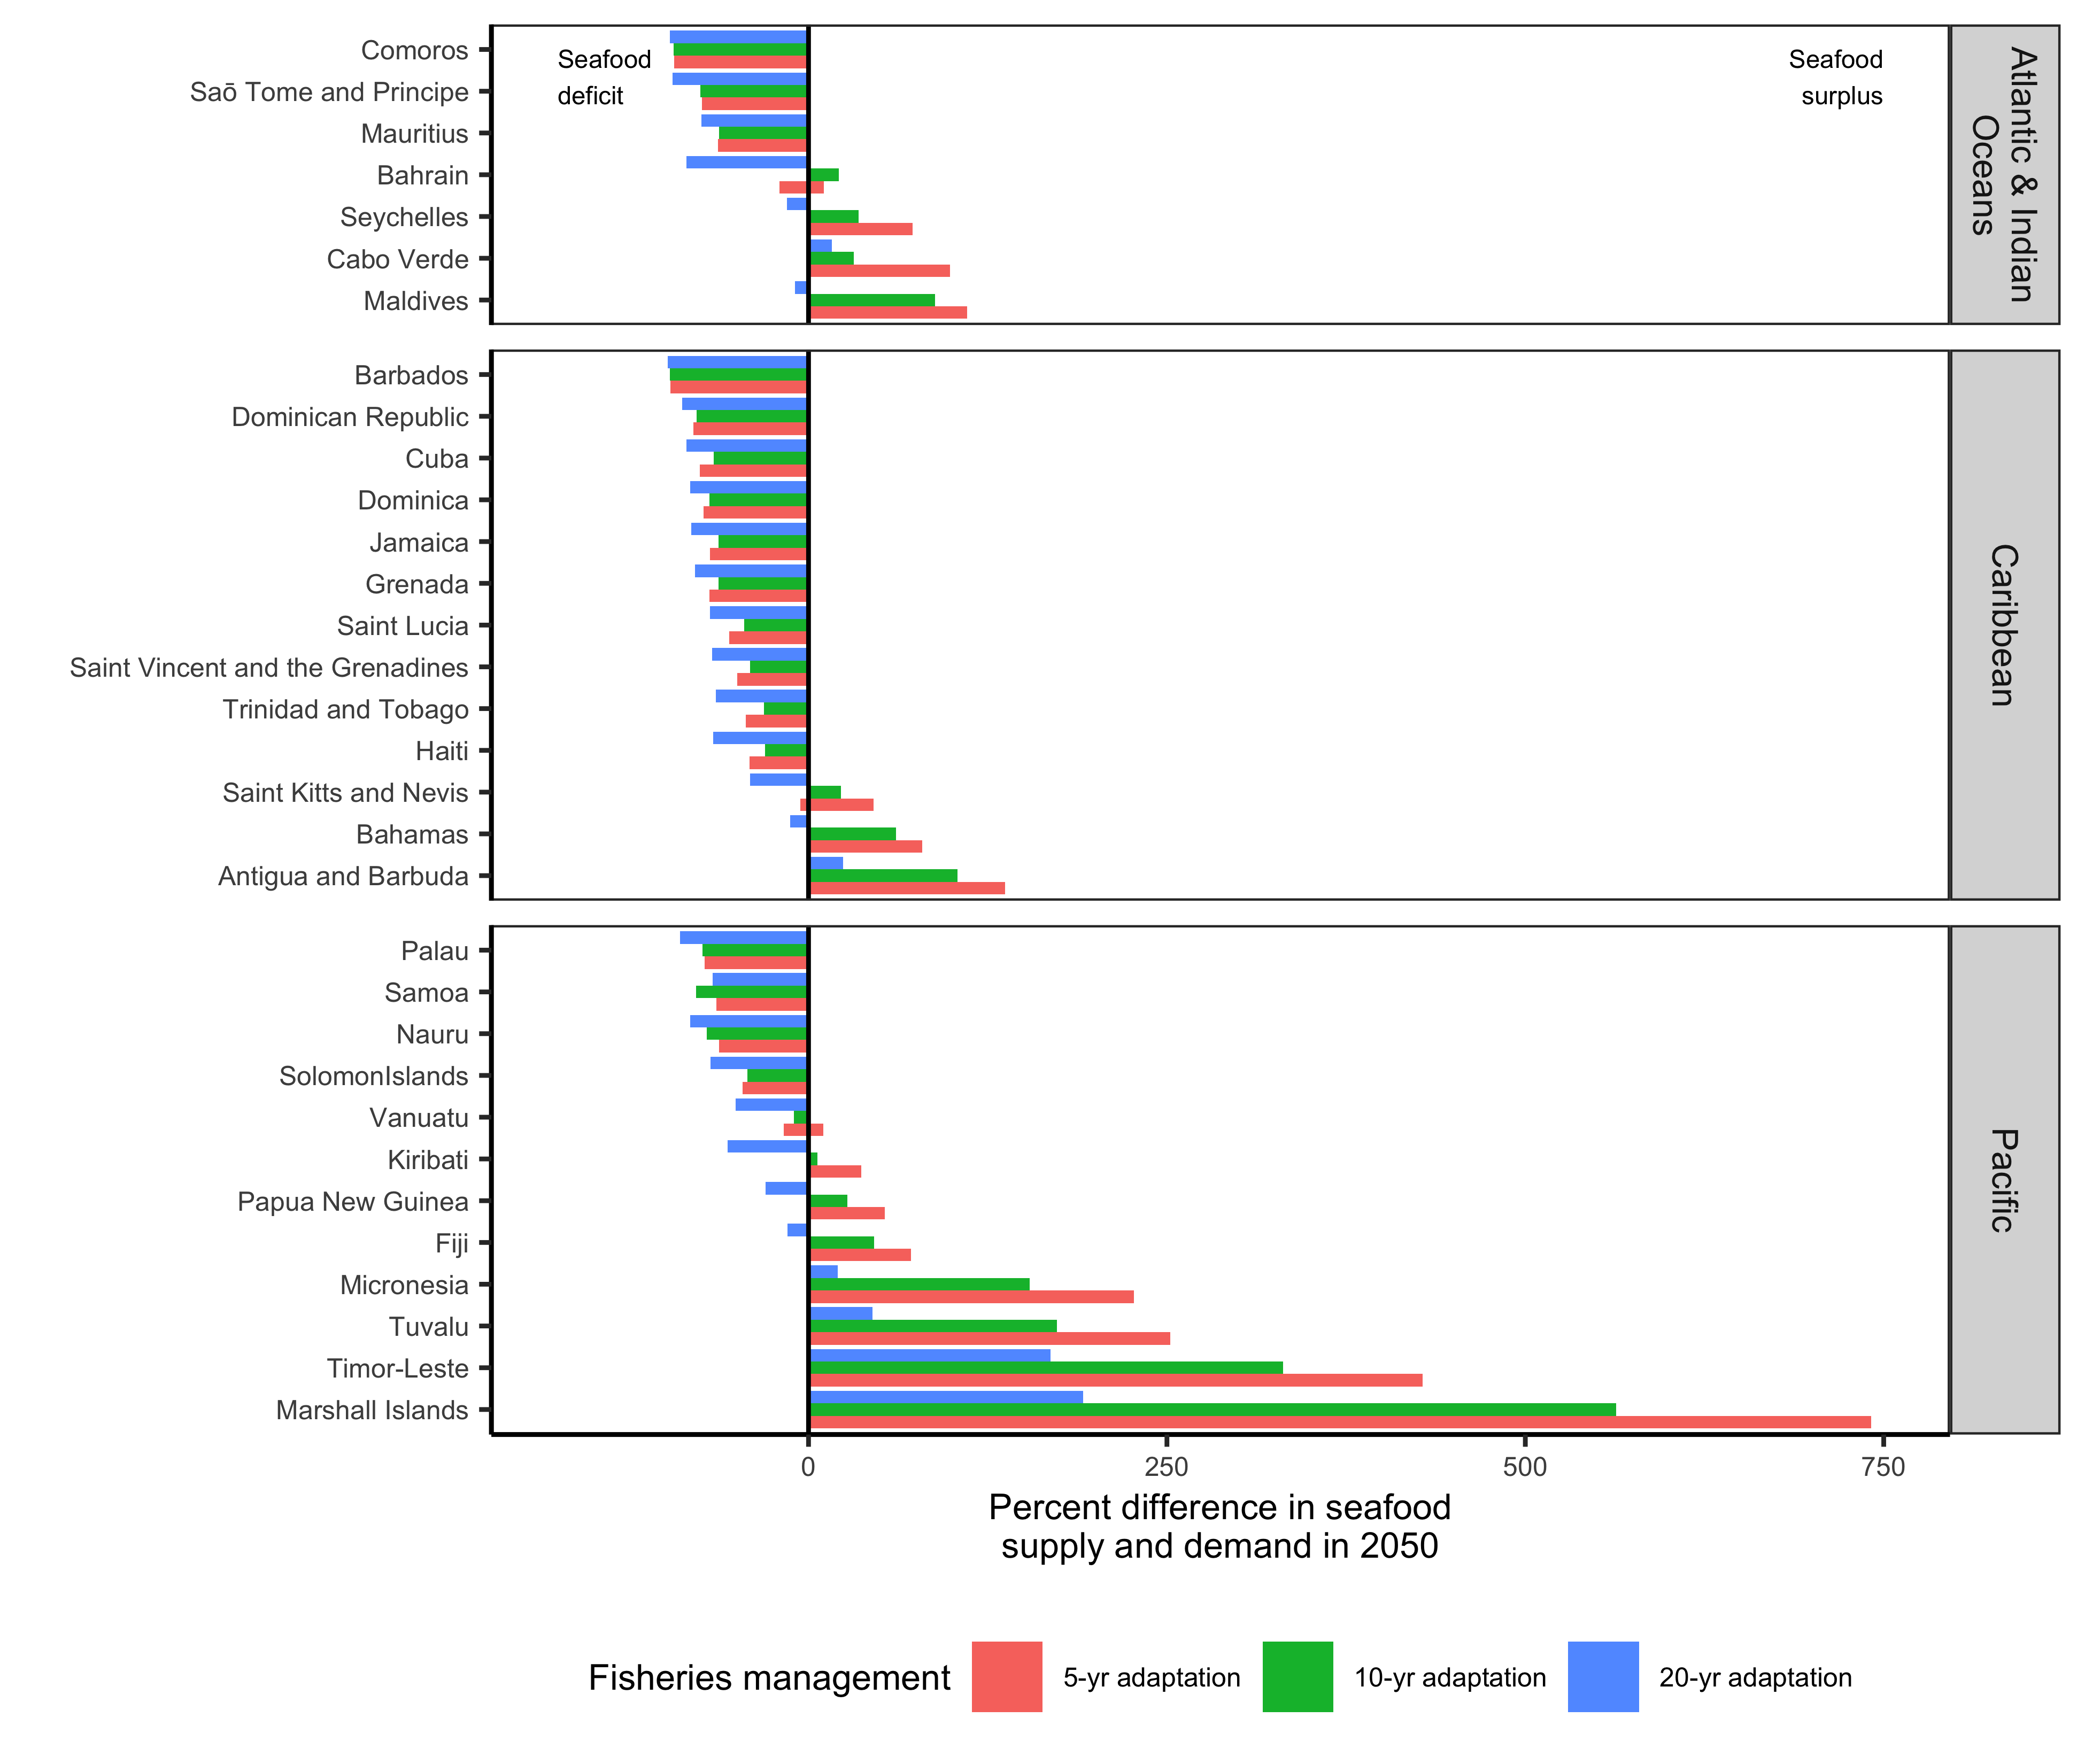 Comoros
Saō Tome and Principe
Mauritius
Bahrain
Seychelles
Cabo Verde
Maldives
Seafood
deficit
Seafood
surplus
Atlantic & Indian
Oceans
Barbados
Dominican Republic
Cuba
Dominica
Jamaica
Grenada
Saint Lucia
Saint Vincent and the Grenadines
Trinidad and Tobago
Haiti
Saint Kitts and Nevis
Bahamas
Antigua and Barbuda
Caribbean
Palau
Samoa
Nauru
SolomonIslands
Vanuatu
Kiribati
Papua New Guinea
Fiji
Micronesia
Tuvalu
Timor-Leste
Marshall Islands
Pacific
0 250 500 750
Percent difference in seafood
supply and demand in 2050
Fisheries management 5-yr adaptation 10-yr adaptation 20-yr adaptation